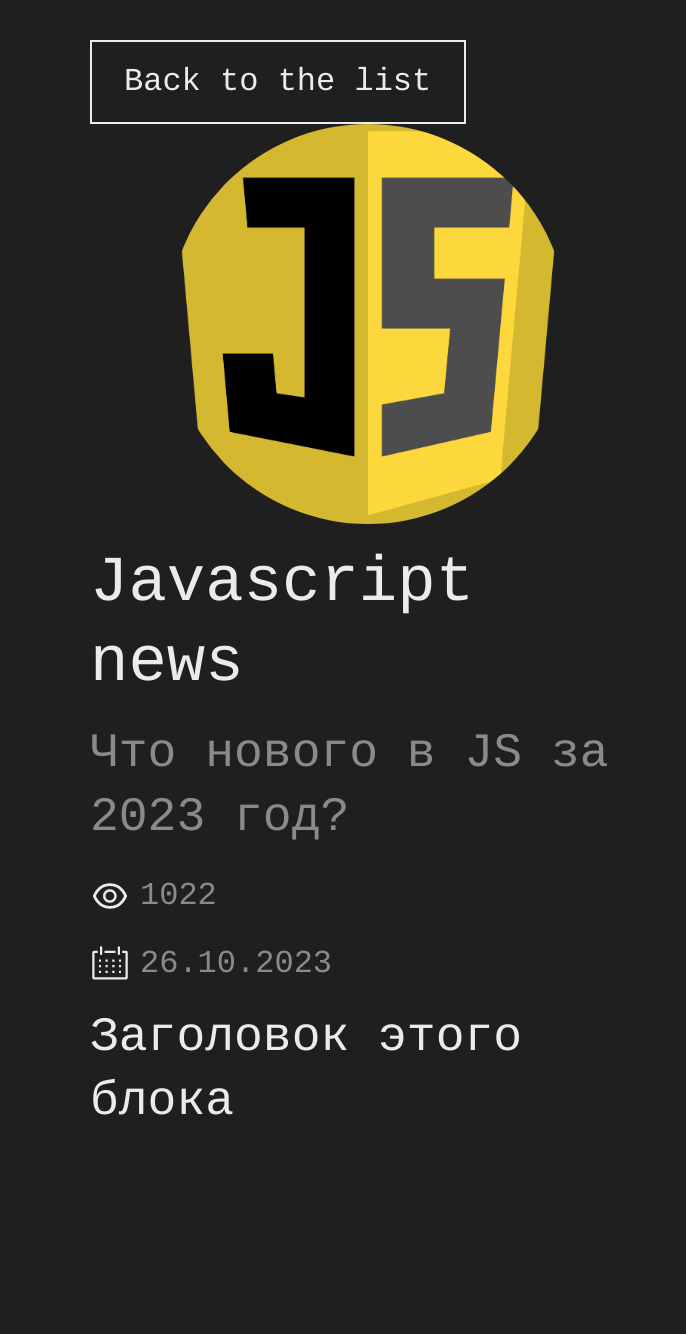 Back to the list
JS
Javascript
news
Что нового в JS за
2023 год?
1022
26.10.2023
Заголовок этого
блока